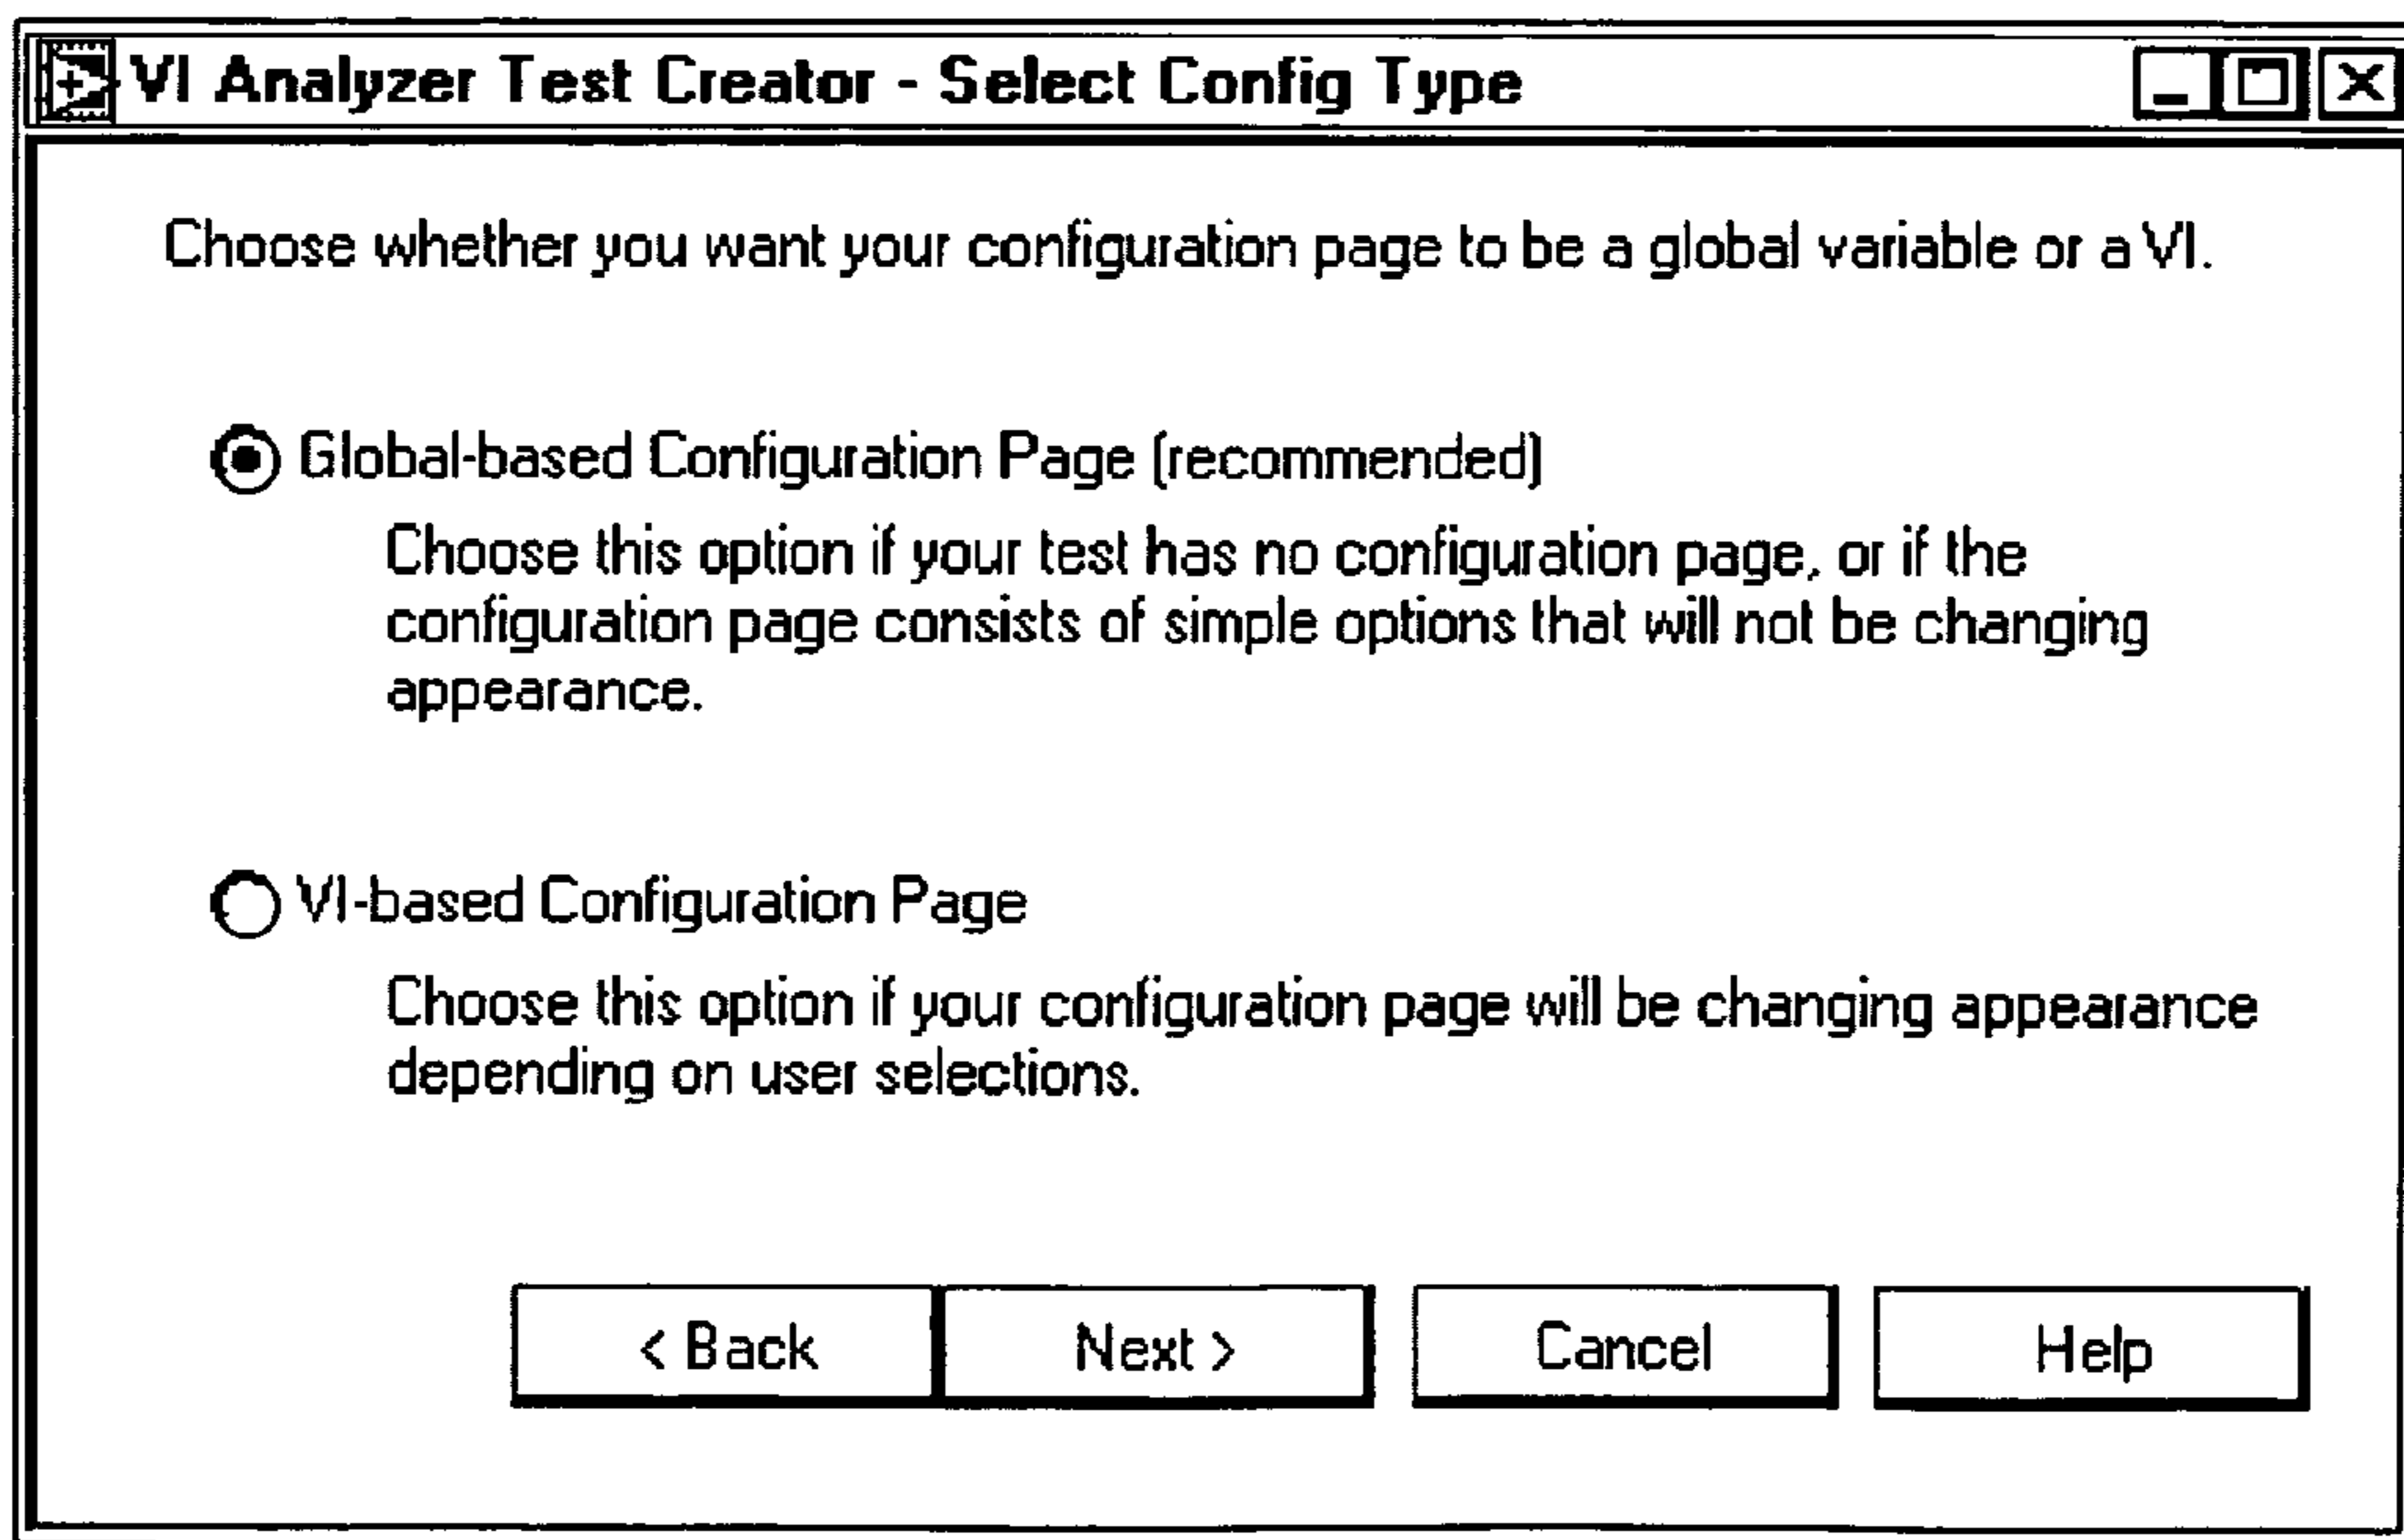 VI Analyzer Test Creator - Select Config Type
Choose whether you want your configuration page to be a global variable or a VI.
Global-based Configuration Page (recommended)
Choose this option if your test has no configuration page, or if the
configuration page consists of simple options that will not be changing
appearance.
VI-based Configuration Page
Choose this option if your configuration page will be changing appearance
depending on user selections.
< Back
Next >
Cancel
Help